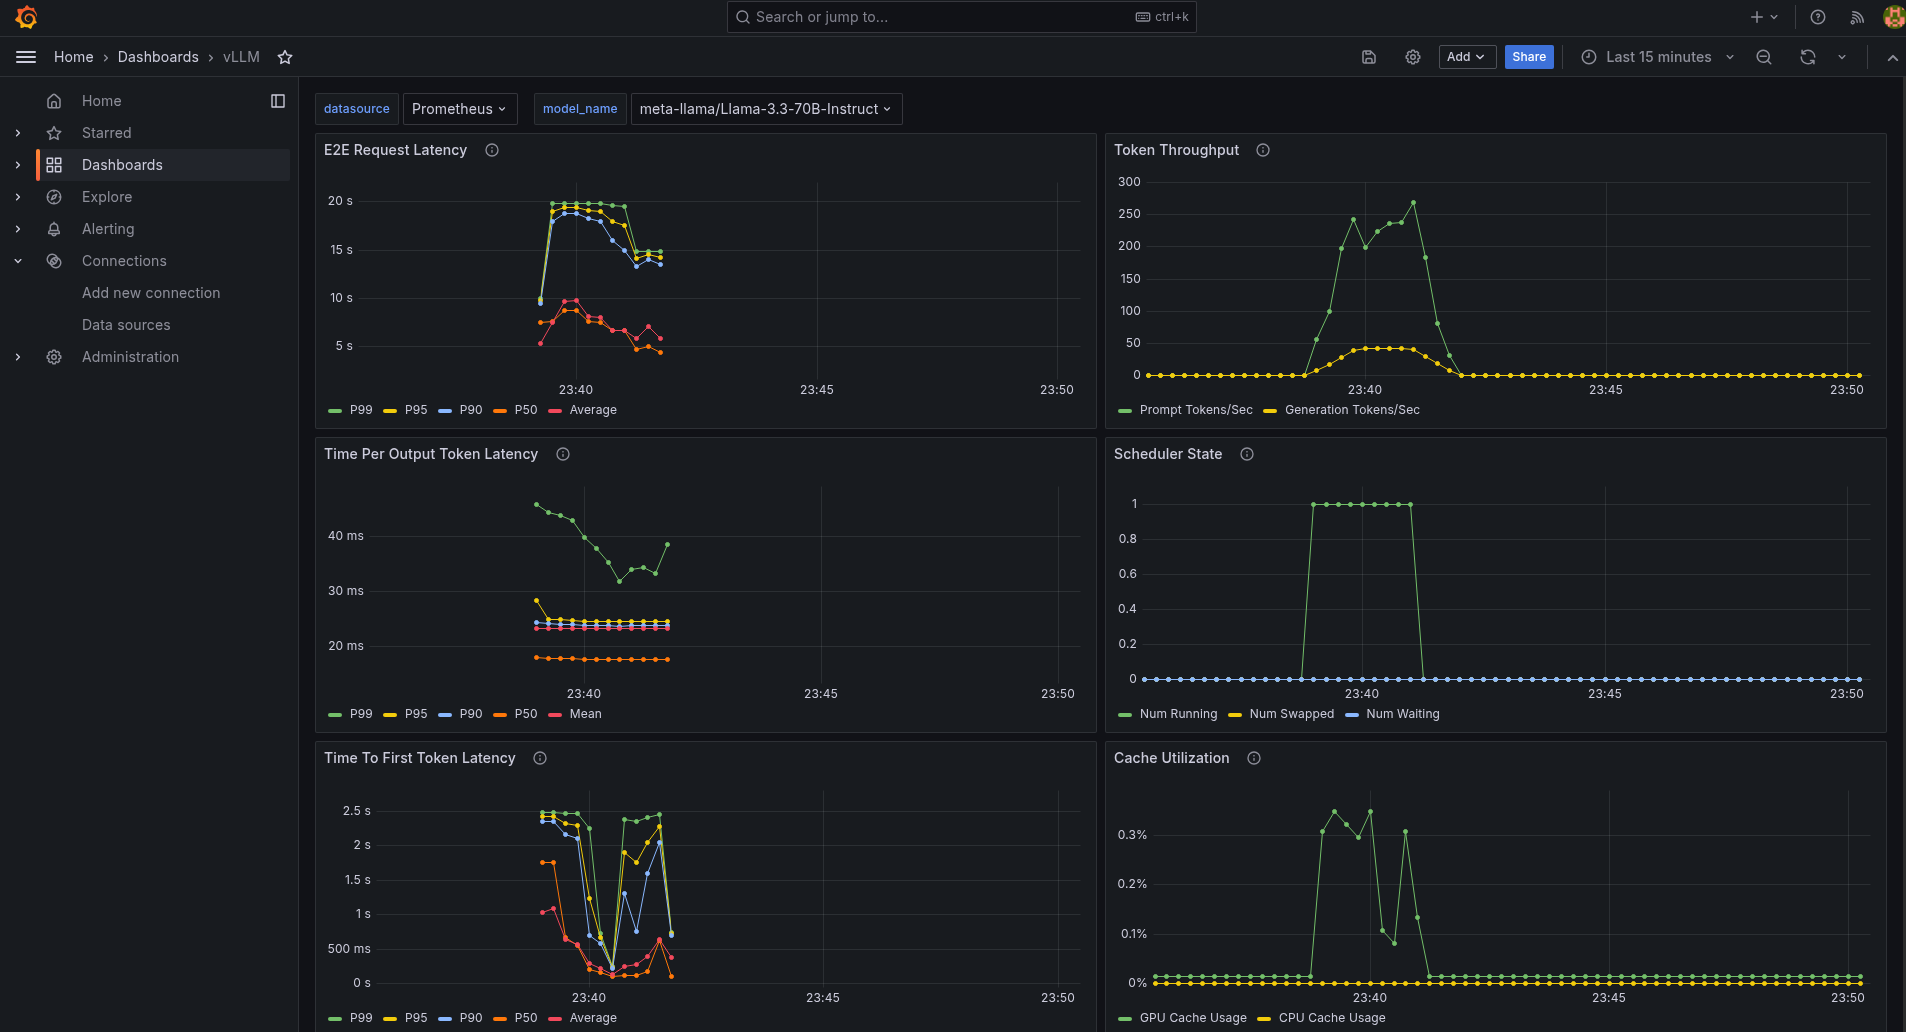 Search or jump to... ctrl+k
Home › Dashboards › vLLM
Add Share Last 15 minutes
Home
Starred
Dashboards
Explore
Alerting
Connections
Add new connection
Data sources
Administration
datasource Prometheus model_name meta-llama/Llama-3.3-70B-Instruct
E2E Request Latency
20 s
15 s
10 s
5 s
23:40 23:45 23:50
P99 P95 P90 P50 Average
Token Throughput
300
250
200
150
100
50
0
23:40 23:45 23:50
Prompt Tokens/Sec Generation Tokens/Sec
Time Per Output Token Latency
40 ms
30 ms
20 ms
23:40 23:45 23:50
P99 P95 P90 P50 Mean
Scheduler State
1
0.8
0.6
0.4
0.2
0
23:40 23:45 23:50
Num Running Num Swapped Num Waiting
Time To First Token Latency
2.5 s
2 s
1.5 s
1 s
500 ms
0 s
23:40 23:45 23:50
P99 P95 P90 P50 Average
Cache Utilization
0.3%
0.2%
0.1%
0%
23:40 23:45 23:50
GPU Cache Usage CPU Cache Usage